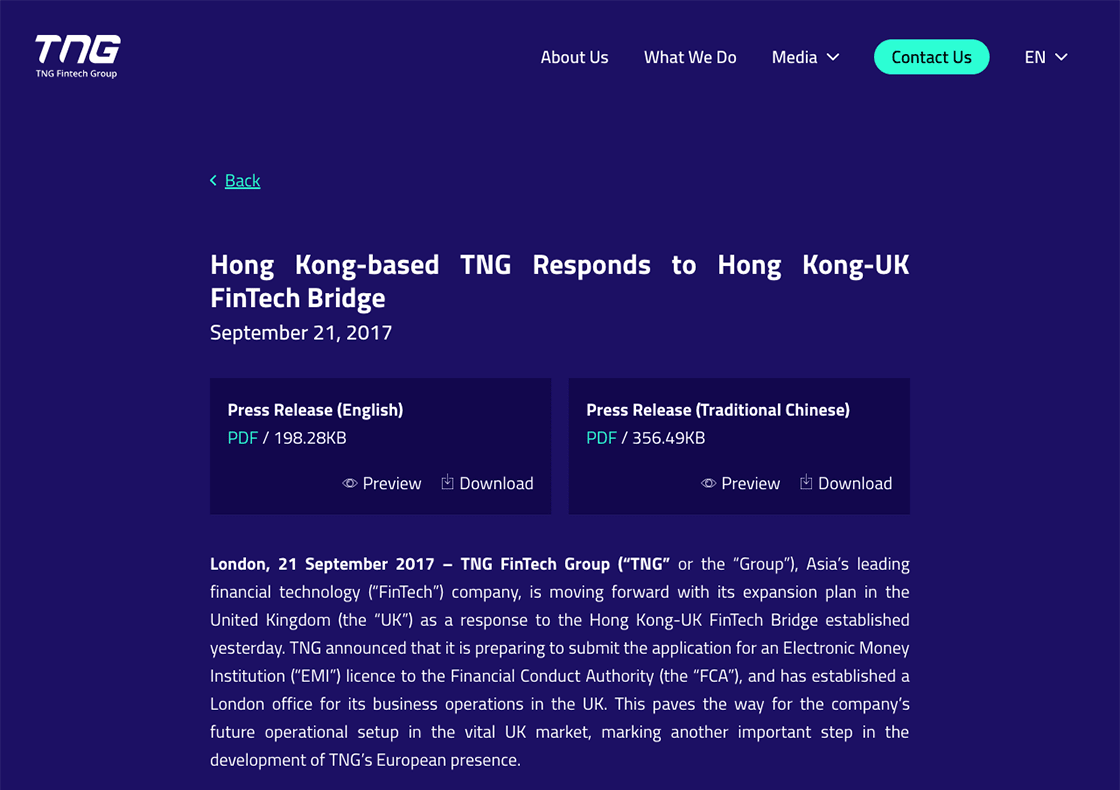 TNG
TNG Fintech Group
About Us
What We Do
Media
Contact Us
EN
Back
Hong Kong-based TNG Responds to Hong Kong-UK
FinTech Bridge
September 21, 2017
Press Release (English)
PDF / 198.28KB
Preview
Download
Press Release (Traditional Chinese)
PDF / 356.49KB
Preview
Download
London, 21 September 2017 – TNG FinTech Group (“TNG” or the “Group”), Asia’s leading
financial technology (“FinTech”) company, is moving forward with its expansion plan in the
United Kingdom (the “UK”) as a response to the Hong Kong-UK FinTech Bridge established
yesterday. TNG announced that it is preparing to submit the application for an Electronic Money
Institution (“EMI”) licence to the Financial Conduct Authority (the “FCA”), and has established a
London office for its business operations in the UK. This paves the way for the company’s
future operational setup in the vital UK market, marking another important step in the
development of TNG’s European presence.